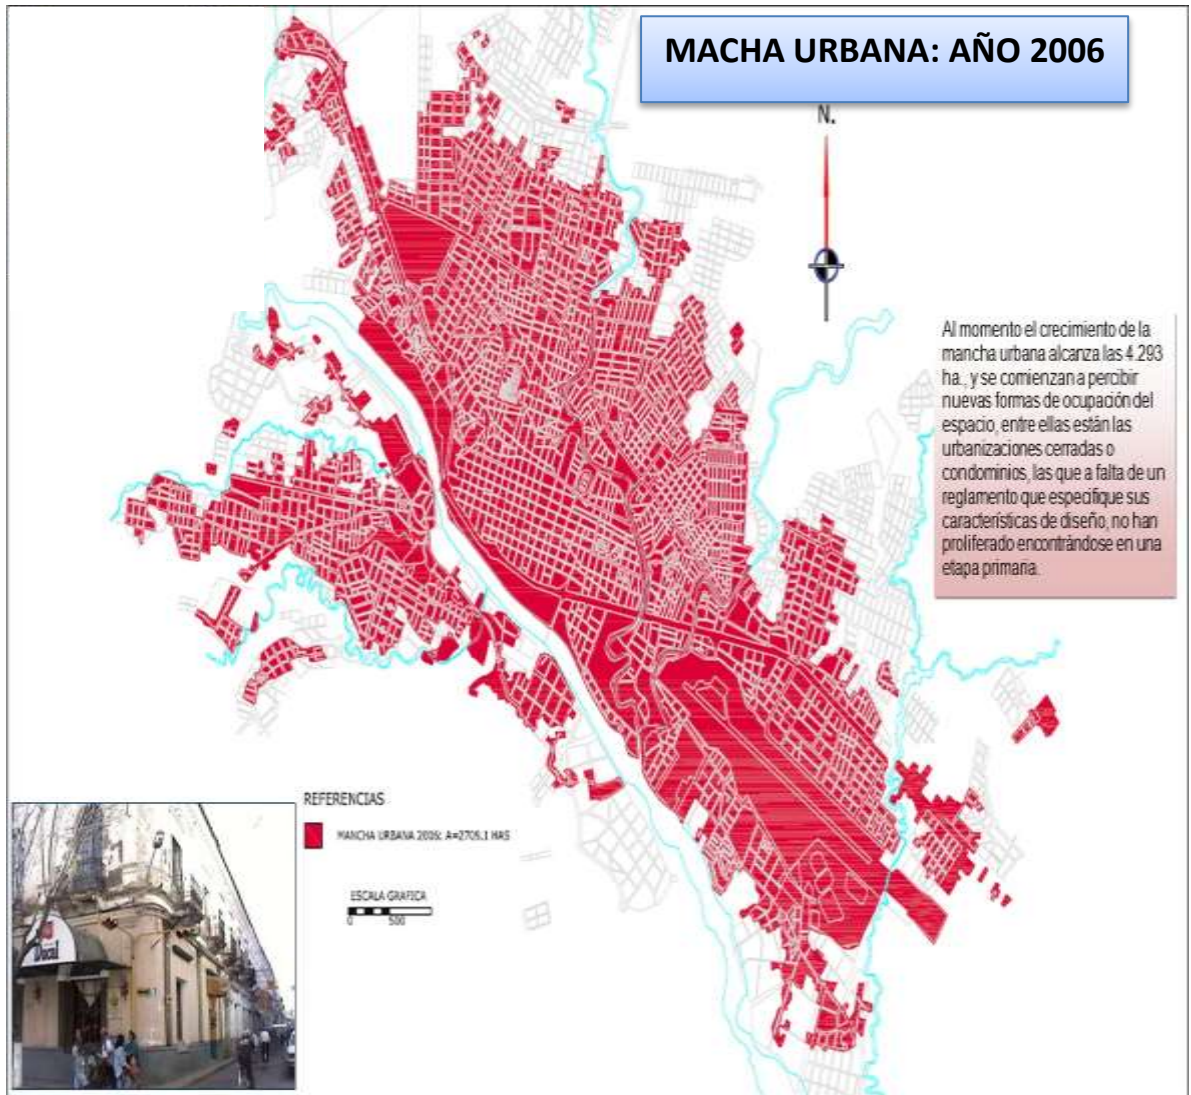 MACHA URBANA: AÑO 2006
N.
Al momento el crecimiento de la
mancha urbana alcanza las 4.293
ha., y se comienzan a percibir
nuevas formas de ocupación del
espacio, entre ellas están las
urbanizaciones cerradas o
condominios, las que a falta de un
reglamento que especifique sus
características de diseño, no han
proliferado encontrándose en una
etapa primaria.
REFERENCIAS
MANCHA URBANA 2006: A=2705.1 HAS
ESCALA GRAFICA
0 500
Ducal